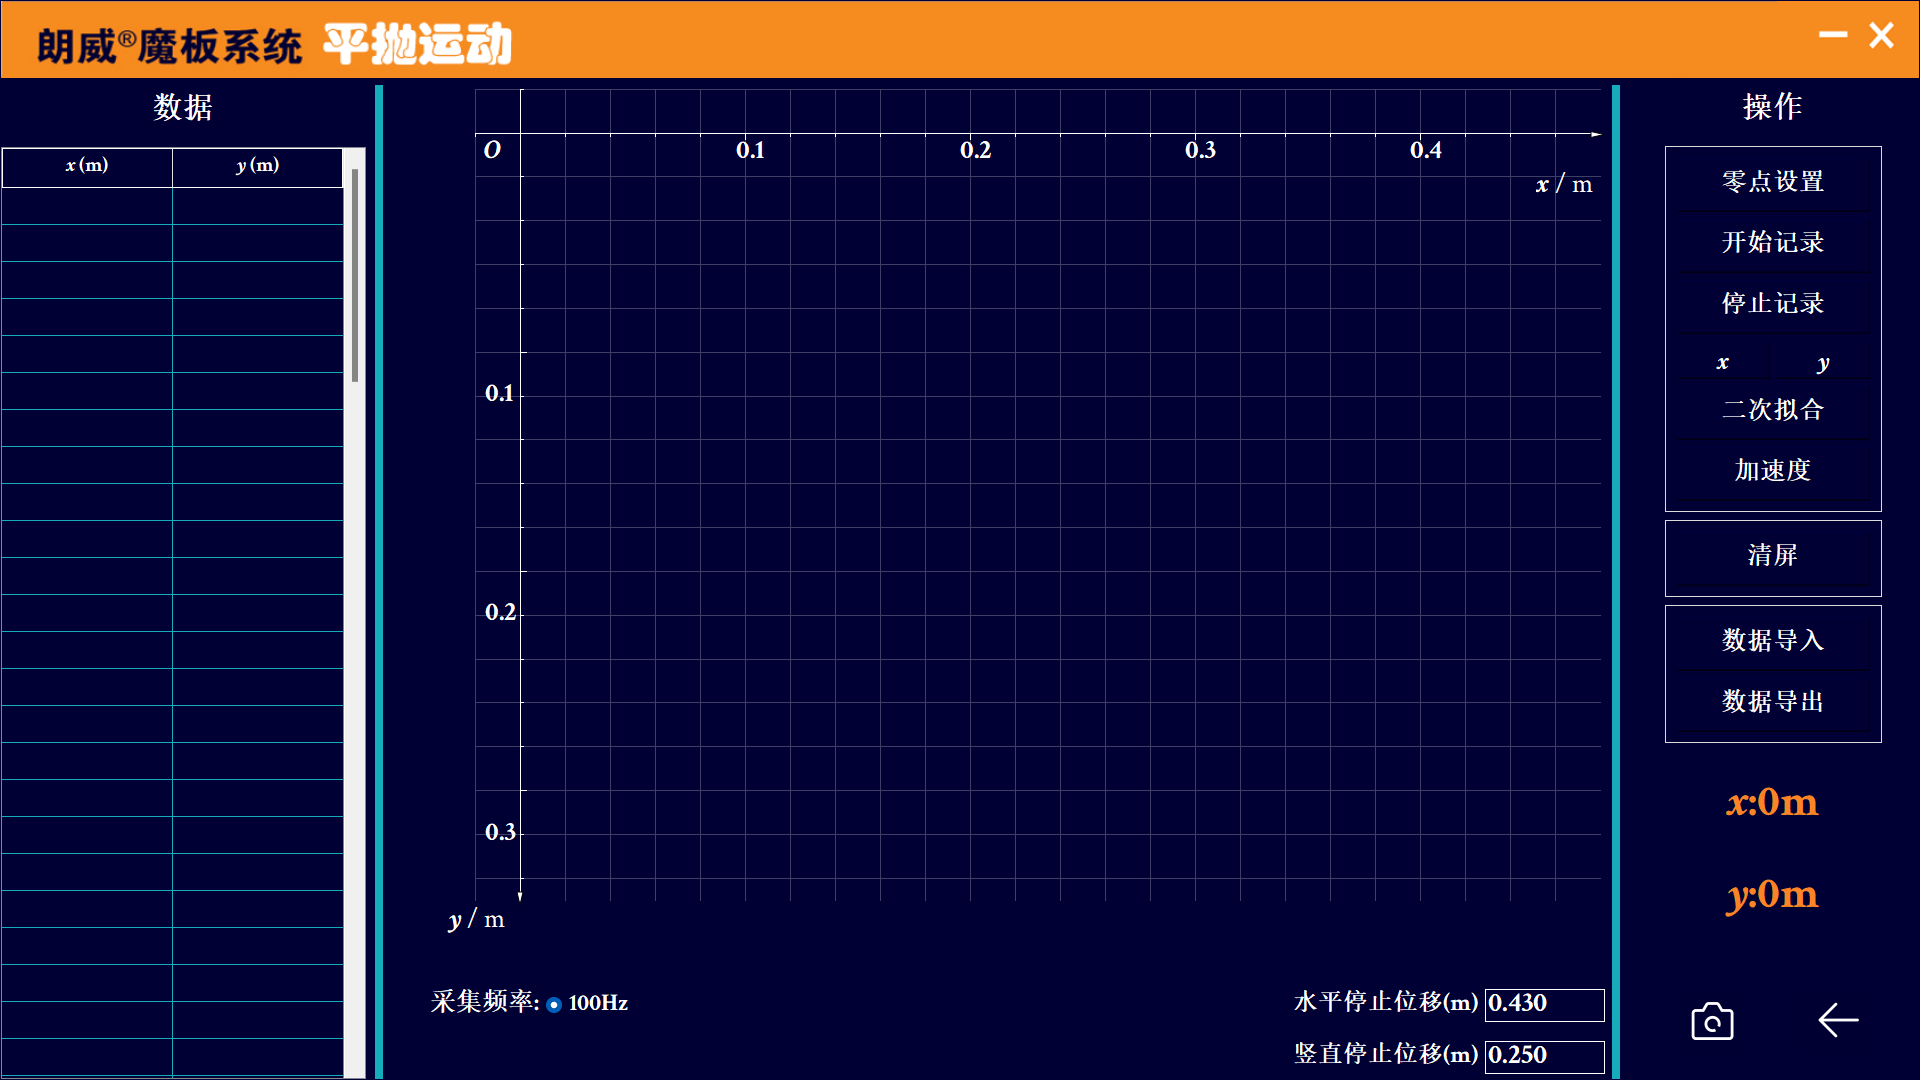 朗威®魔板系统 平抛运动
数据
x (m) y (m)
O 0.1 0.2 0.3 0.4
x / m
0.1
0.2
0.3
y / m
采集频率: 100Hz
水平停止位移(m) 0.430
竖直停止位移(m) 0.250
操作
零点设置
开始记录
停止记录
x y
二次拟合
加速度
清屏
数据导入
数据导出
x:0m
y:0m